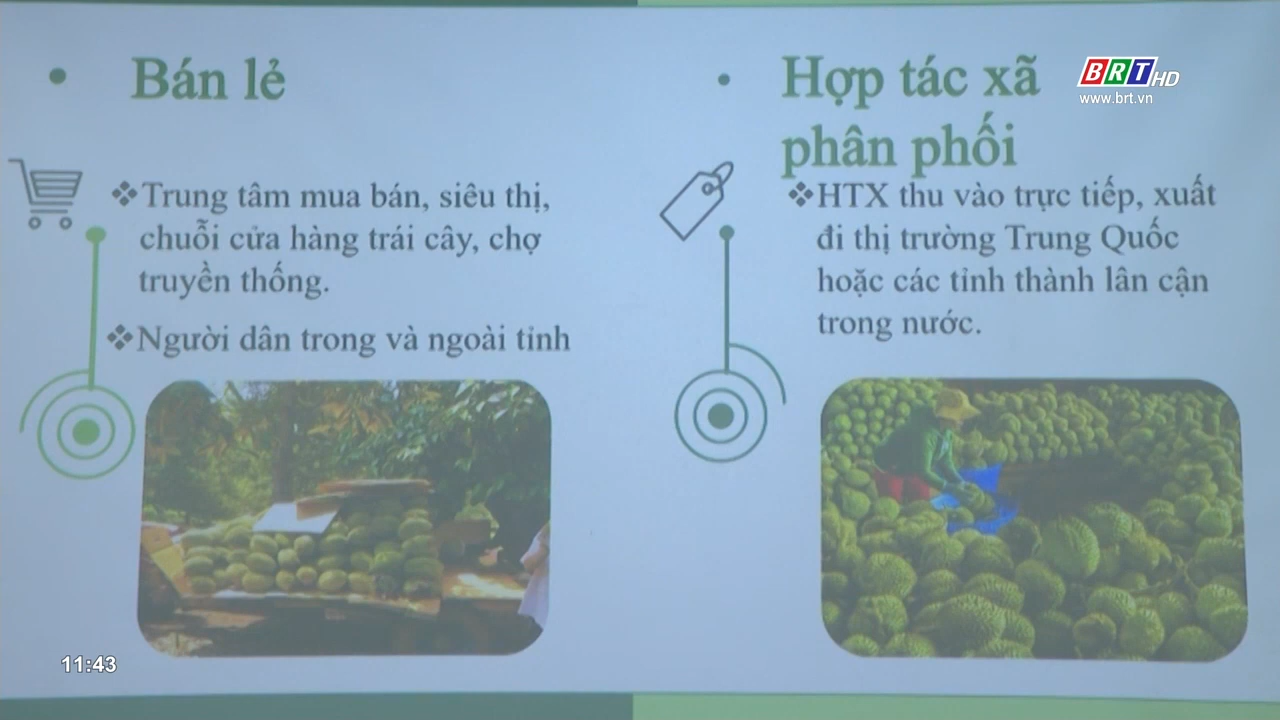 • Bán lẻ
❖Trung tâm mua bán, siêu thị,
chuỗi cửa hàng trái cây, chợ
truyền thống.
❖Người dân trong và ngoài tỉnh
• Hợp tác xã
phân phối
❖HTX thu vào trực tiếp, xuất
đi thị trường Trung Quốc
hoặc các tỉnh thành lân cận
trong nước.
BRT HD
www.brt.vn
11:43